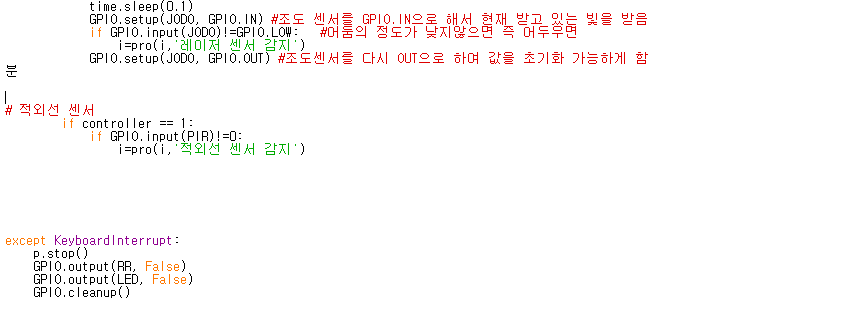 time.sleep(0.1)
GPIO.setup(JODO, GPIO.IN) #조도 센서를 GPIO.IN으로 해서 현재 받고 있는 빛을 받음
if GPIO.input(JODO)!=GPIO.LOW:   #어둠의 정도가 낮지않으면 즉 어두우면
i=pro(i,'레이저 센서 감지')
GPIO.setup(JODO, GPIO.OUT) #조도센서를 다시 OUT으로 하여 값을 초기화 가능하게 함
문
# 적외선 센서
if controller == 1:
if GPIO.input(PIR)!=0:
i=pro(i,'적외선 센서 감지')
except KeyboardInterrupt:
p.stop()
GPIO.output(RR, False)
GPIO.output(LED, False)
GPIO.cleanup()